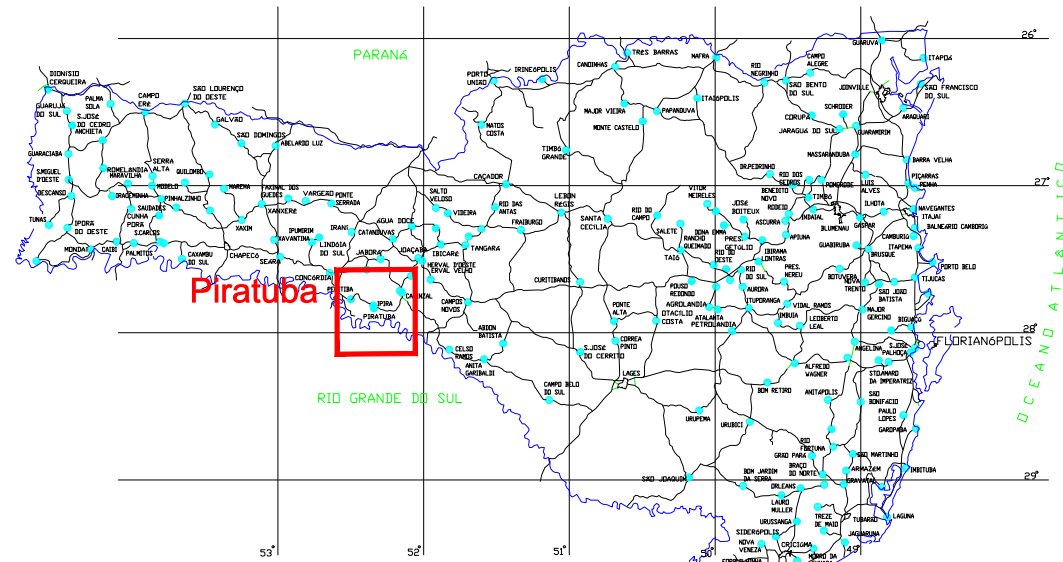 26°
PARANá
GUARUVA
DIONíSIO
CERQUEIRA
PORTO
UNIÃO
IRINEóPOLIS
CANOINHAS
TRêS BARRAS
MAFRA
RIO
NEGRINHO
CAMPO
ALEGRE
ITAPOá
SãO BENTO
DO SUL
JOINVILLE
SãO FRANCISCO
DO SUL
GUARUJá
DO SUL
PALMA
SOLA
CAMPO
ERê
SãO LOURENÇO
DO OESTE
S.JOSé
DO CEDRO
ANCHIETA
GALVãO
SãO DOMINGOS
ABELARDO LUZ
MATOS
COSTA
MAJOR VIEIRA
PAPANDUVA
ITAIóPOLIS
MONTE CASTELO
CORUPá
SCHROIER
JARAGUá DO SUL
GUARAMIRIM
ARAQUARI
TIMBó
GRANDE
MASSARANDUBA
BARRA VELHA
GUARACIABA
ROMELâNDIA
SERRA
ALTA
S.MIGUEL
D'OESTE
MARAVILHA
MODELO
QUILOMBO
MAREMA
FAXINAL DOS
GUEDES
VARGEãO
PONTE
SERRADA
CAÇADOR
DR.PEDRINHO
RIO DOS
CEDROS
POMERODE
LUIS
ALVES
PIÇARRAS
PENHA
27°
DESCANSO
IRACEMINHA
PINHALZINHO
SAUDADES
CUNHA
PORA
S.CARLOS
XANXERê
XAXIM
SALTO
VELOSO
VIDEIRA
RIO DAS
ANTAS
FRAIBURGO
LEBON
RéGIS
SANTA
CECILIA
RIO DO
CAMPO
VITOR
MEIRELES
JOSé
BOITEUX
BENEDITO
NOVO
RODEIO
TIMBó
INDAIAL
BLUMENAU
ILHOTA
GASPAR
NAVEGANTES
ITAJAí
BALNEáRIO CAMBORIú
TUNAS
IPORã
DO OESTE
MONDAí
CAIBI
PALMITOS
CAXAMBU
DO SUL
CHAPECó
XAVANTINA
IPUMIRIM
IRANI
LINDóIA
DO SUL
CATANDUVAS
áGUA DOCE
JOAÇABA
IBICARé
TANGARá
SALETE
DONA EMMA
RANCHO
QUEIMADO
TAIó
PRES.
GETúLIO
ASCURRA
APIUNA
GUABIRUBA
CAMBORIú
ITAPEMA
BRUSQUE
SEARA
JABORá
HERVAL D'OESTE
ERVAL VELHO
CONCóRDIA
RIO DO
OESTE
IBIRAMA
LONTRAS
RIO
DO SUL
PRES.
NEREU
BOTUVERá
NOVA
TRENTO
PORTO BELO
TIJUCAS
Piratuba
PERITIBA
CAPINZAL
IPIRA
PIRATUBA
CAMPOS
NOVOS
CURITIBANOS
POUSO
REDONDO
AURORA
SãO JOãO
BATISTA
PONTE
ALTA
AGROLANDIA
OTACíLIO
COSTA
ATALANTA
PETROLANDIA
ITUPORANGA
IMBUIA
VIDAL RAMOS
LEOBERTO
LEAL
MAJOR
GERCINO
BIGUAÇú
28°
CELSO
RAMOS
ABDON
BATISTA
ANITA
GARIBALDI
S.JOSé
DO CERRITO
CORREA
PINTO
LAGES
ANGELINA
S.JOSé
PALHOÇA
FLORIANóPOLIS
ALFREDO
WAGNER
STO.AMARO
DA IMPERATRIZ
RIO GRANDE DO SUL
CAMPO BELO
DO SUL
BOM RETIRO
ANITáPOLIS
SãO
BONIFáCIO
PAULO
LOPES
GAROPABA
OCEANO ATLâNTICO
URUPEMA
URUBICI
RIO
FORTUNA
GRãO PARá
BRAÇO
DO NORTE
SãO MARTINHO
ARMAZéM
GRAVATAL
IMBITUBA
29°
SãO JOAQUIM
BOM JARDIM
DA SERRA
ORLEANS
LAURO
MULLER
URUSSANGA
TREZE
DE MAIO
TUBARãO
LAGUNA
SIDERóPOLIS
NOVA
VENEZA
CRICIúMA
JAGUARUNA
53°
52°
51°
50°
49°